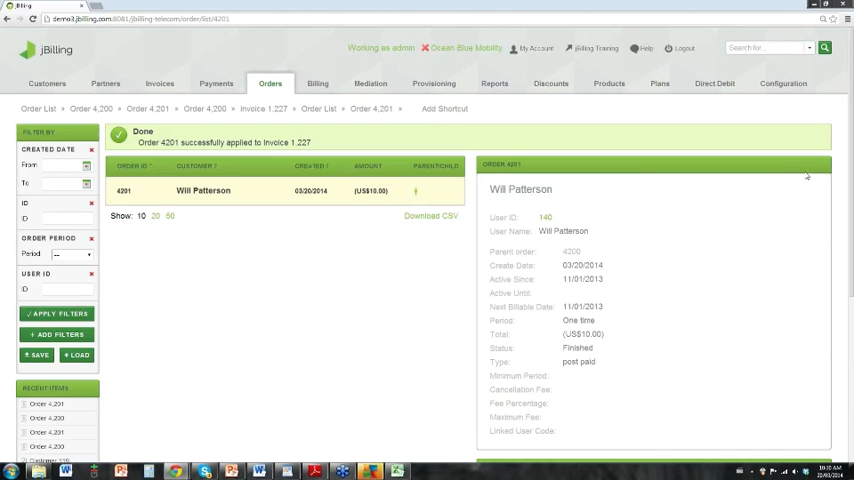 jBilling
demo3.jbilling.com:8081/jbilling-telecom/order/list/4201
jBilling
Working as admin Ocean Blue Mobility My Account jBilling Training Help Logout Search for...
Customers Partners Invoices Payments Orders Billing Mediation Provisioning Reports Discounts Products Plans Direct Debit Configuration
Order List » Order 4,200 » Order 4,201 » Order 4,200 » Invoice 1,227 » Order List » Order 4,201 » Add Shortcut
FILTER BY
CREATED DATE
From
To
ID
ID
ORDER PERIOD
Period --
USER ID
ID
APPLY FILTERS
+ ADD FILTERS
SAVE LOAD
RECENT ITEMS
Order 4,201
Order 4,200
Order 4,201
Order 4,200
Done
Order 4201 successfully applied to Invoice 1,227
ORDER ID CUSTOMER CREATED AMOUNT PARENT/CHILD
4201 Will Patterson 03/20/2014 (US$10.00)
Show: 10 20 50 Download CSV
ORDER 4201
Will Patterson
User ID: 140
User Name: Will Patterson
Parent order: 4200
Create Date: 03/20/2014
Active Since: 11/01/2013
Active Until:
Next Billable Date: 11/01/2013
Period: One time
Total: (US$10.00)
Status: Finished
Type: post paid
Minimum Period:
Cancellation Fee:
Fee Percentage:
Maximum Fee:
Linked User Code:
20/03/2014